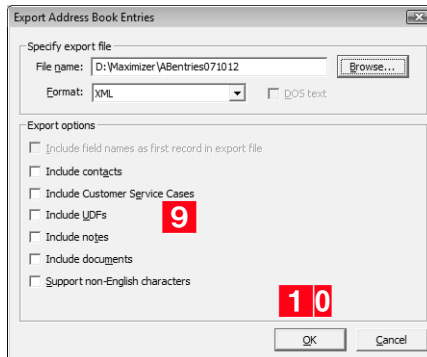 Export Address Book Entries
Specify export file
File name: D:\Maximizer\ABentries071012 Browse...
Format: XML DOS text
Export options
Include field names as first record in export file
Include contacts
Include Customer Service Cases
Include UDFs
9
Include notes
Include documents
Support non-English characters
1 0
OK Cancel